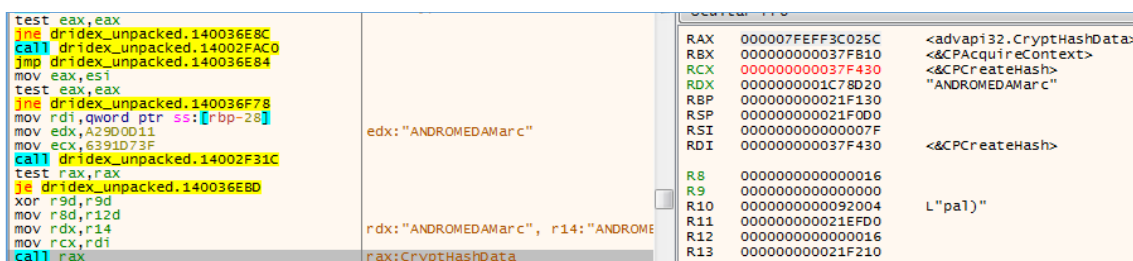 test eax,eax
jne dridex_unpacked.140036E8C
call dridex_unpacked.14002FAC0
jmp dridex_unpacked.140036E84
mov eax,esi
test eax,eax
jne dridex_unpacked.140036F78
mov rdi,qword ptr ss:[rbp-28]
mov edx,A29D0D11 edx:"ANDROMEDAMarc"
mov ecx,6391D73F
call dridex_unpacked.14002F31C
test rax,rax
je dridex_unpacked.140036EBD
xor r9d,r9d
mov r8d,r12d
mov rdx,r14 rdx:"ANDROMEDAMarc", r14:"ANDROME
mov rcx,rdi
call rax rax:CryptHashData
RAX 000007FEFF3C025C <advapi32.CryptHashData>
RBX 000000000037FB10 <&CPAcquireContext>
RCX 000000000037F430 <&CPCreateHash>
RDX 0000000001C78D20 "ANDROMEDAMarc"
RBP 000000000021F130
RSP 000000000021F0D0
RSI 000000000000007F
RDI 000000000037F430 <&CPCreateHash>
R8 0000000000000016
R9 0000000000000000
R10 0000000000092004 L"pal)"
R11 000000000021EFD0
R12 0000000000000016
R13 000000000021F210